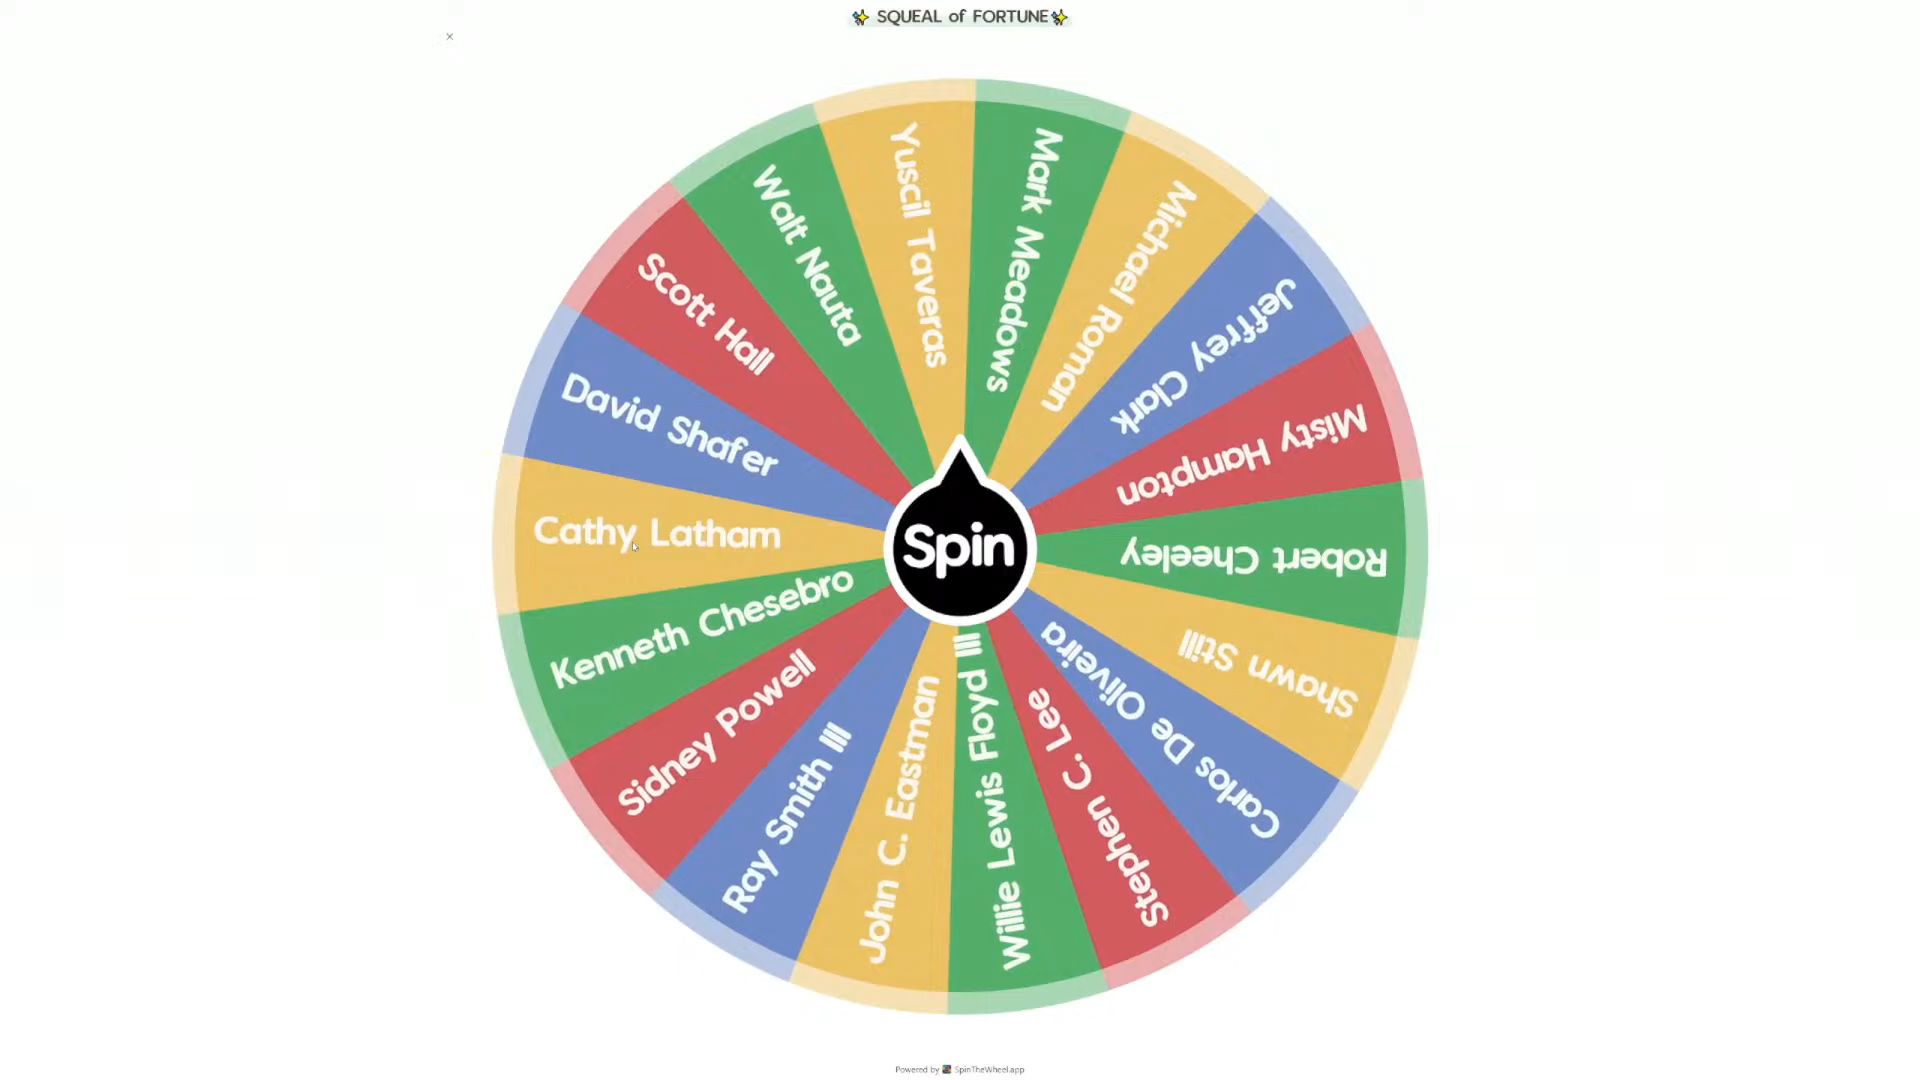 ✨ SQUEAL of FORTUNE✨
×
Mark Meadows
Michael Roman
Jeffrey Clark
Misty Hampton
Robert Cheeley
Shawn Still
Carlos De Oliveira
Stephen C. Lee
Willie Lewis Floyd III
John C. Eastman
Ray Smith III
Sidney Powell
Kenneth Chesebro
Cathy Latham
David Shafer
Scott Hall
Walt Nauta
Yuscil Taveras
Spin
Powered by SpinTheWheel.app